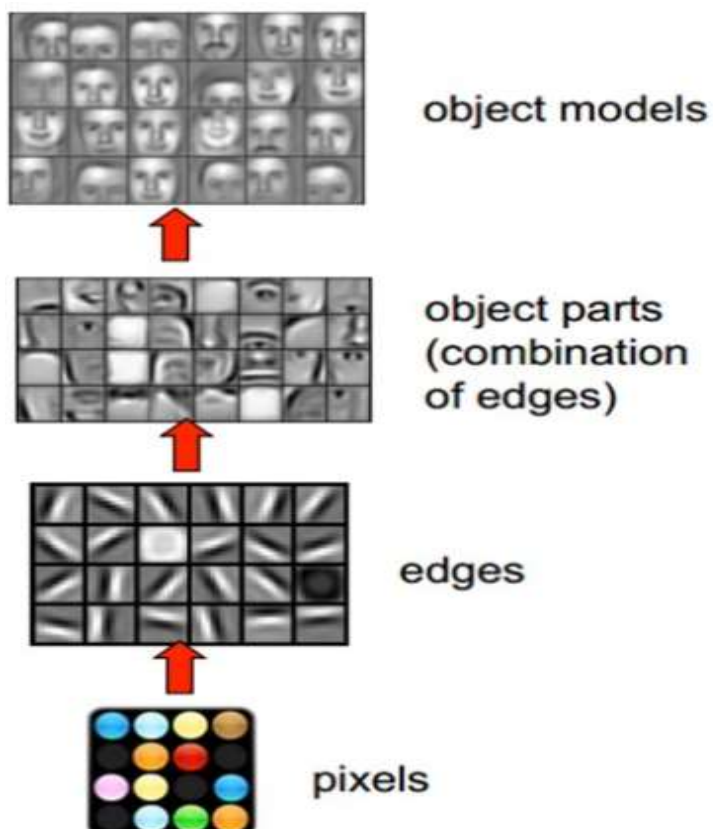 object models
object parts
(combination
of edges)
edges
pixels